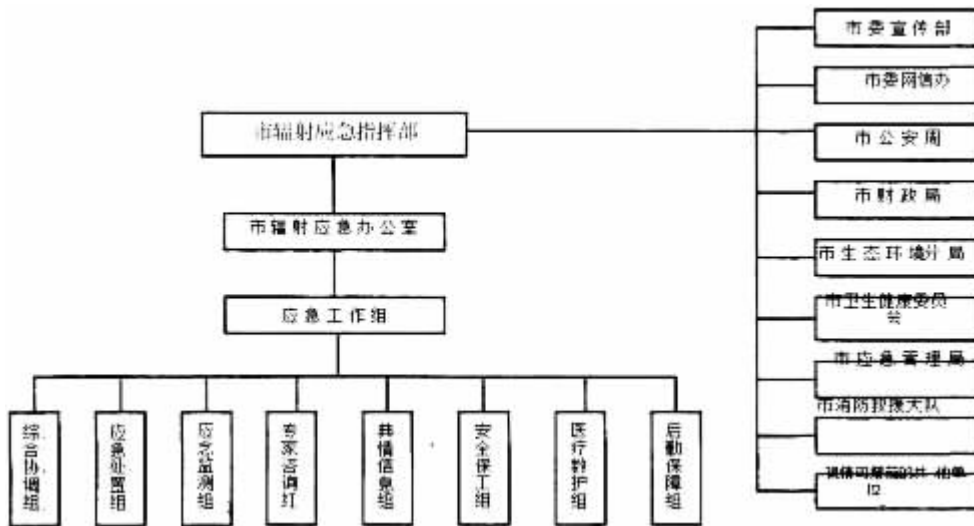 市委宣传部
市委网信办
市辐射应急指挥部
市公安周
市财政局
市辐射应急办公室
市生态环境分局
市卫生健康委员
会
应急工作组
市应急管理局
市消防救援大队
综合协调组
应急处置组
应急监测组
专家咨询组
舆情信息组
安全保卫组
医疗救护组
后勤保障组